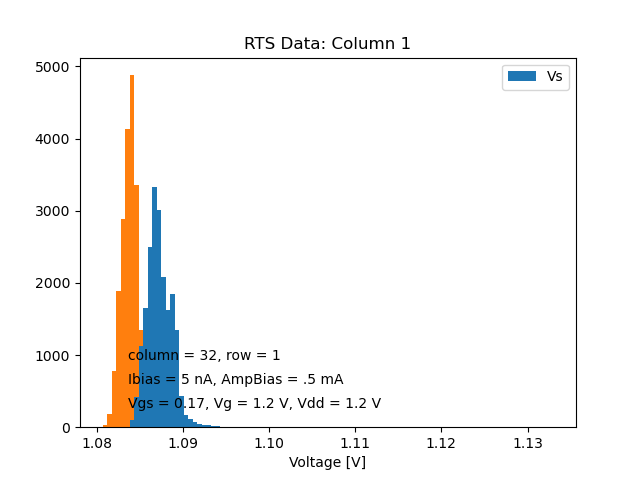 RTS Data: Column 1
Vs
5000
4000
3000
2000
1000
0
column = 32, row = 1
Ibias = 5 nA, AmpBias = .5 mA
Vgs = 0.17, Vg = 1.2 V, Vdd = 1.2 V
1.08 1.09 1.10 1.11 1.12 1.13
Voltage [V]